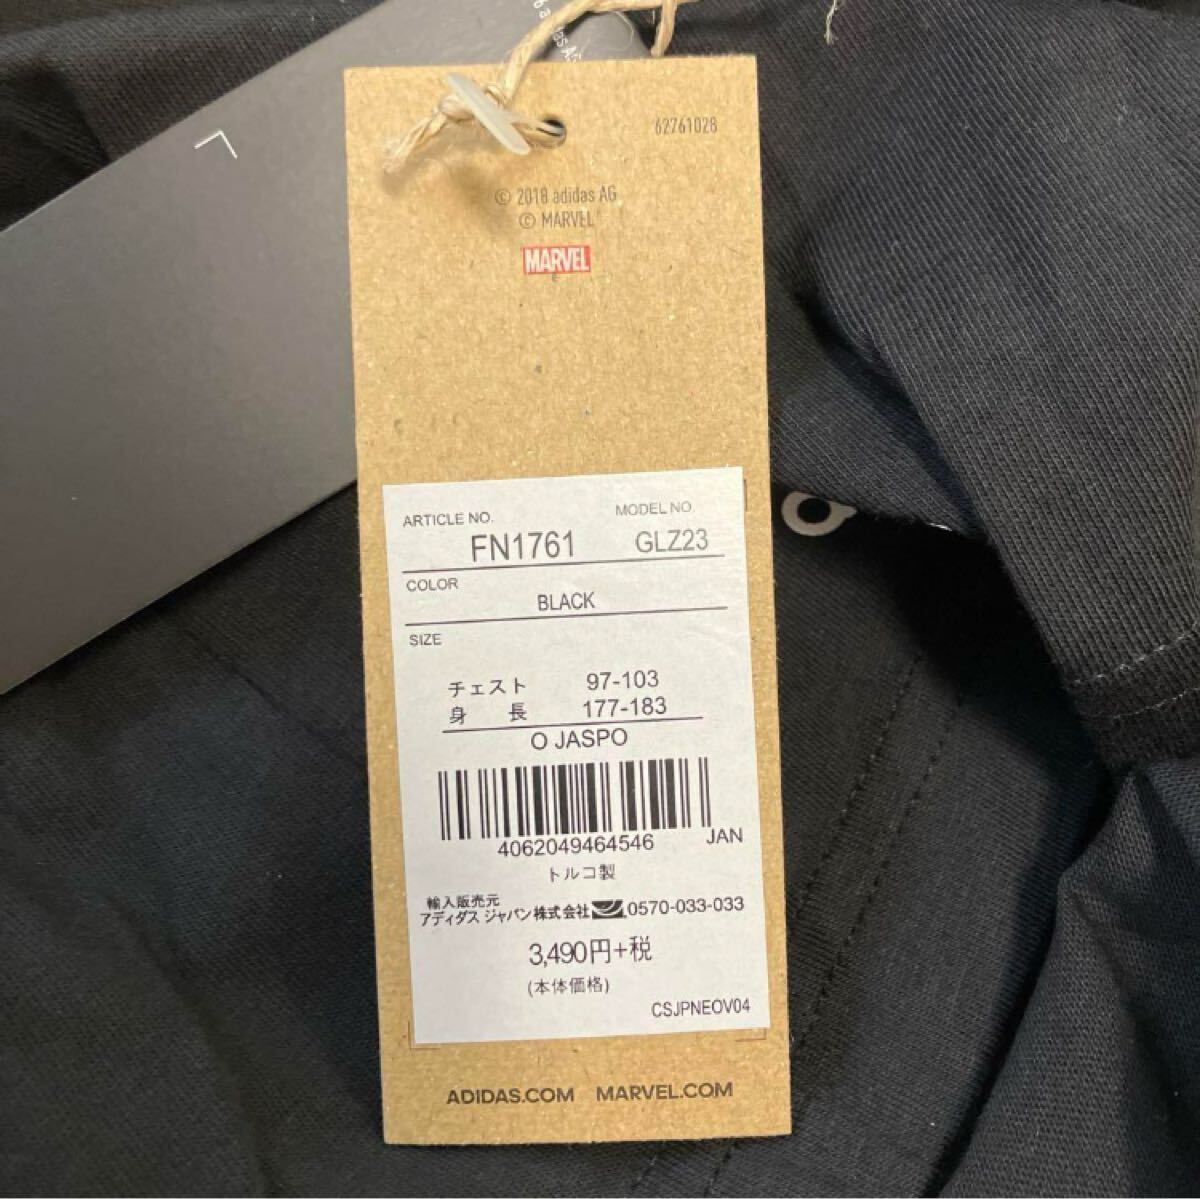 62761028
© 2018 adidas AG
© MARVEL
MARVEL
ARTICLE NO. MODEL NO.
FN1761 GLZ23
COLOR
BLACK
SIZE
チェスト 97-103
身 長 177-183
O JASPO
4062049464546 JAN
トルコ製
輸入販売元
アディダス ジャパン株式会社 0570-033-033
3,490円+税
(本体価格)
CSJPNEOV04
ADIDAS.COM MARVEL.COM